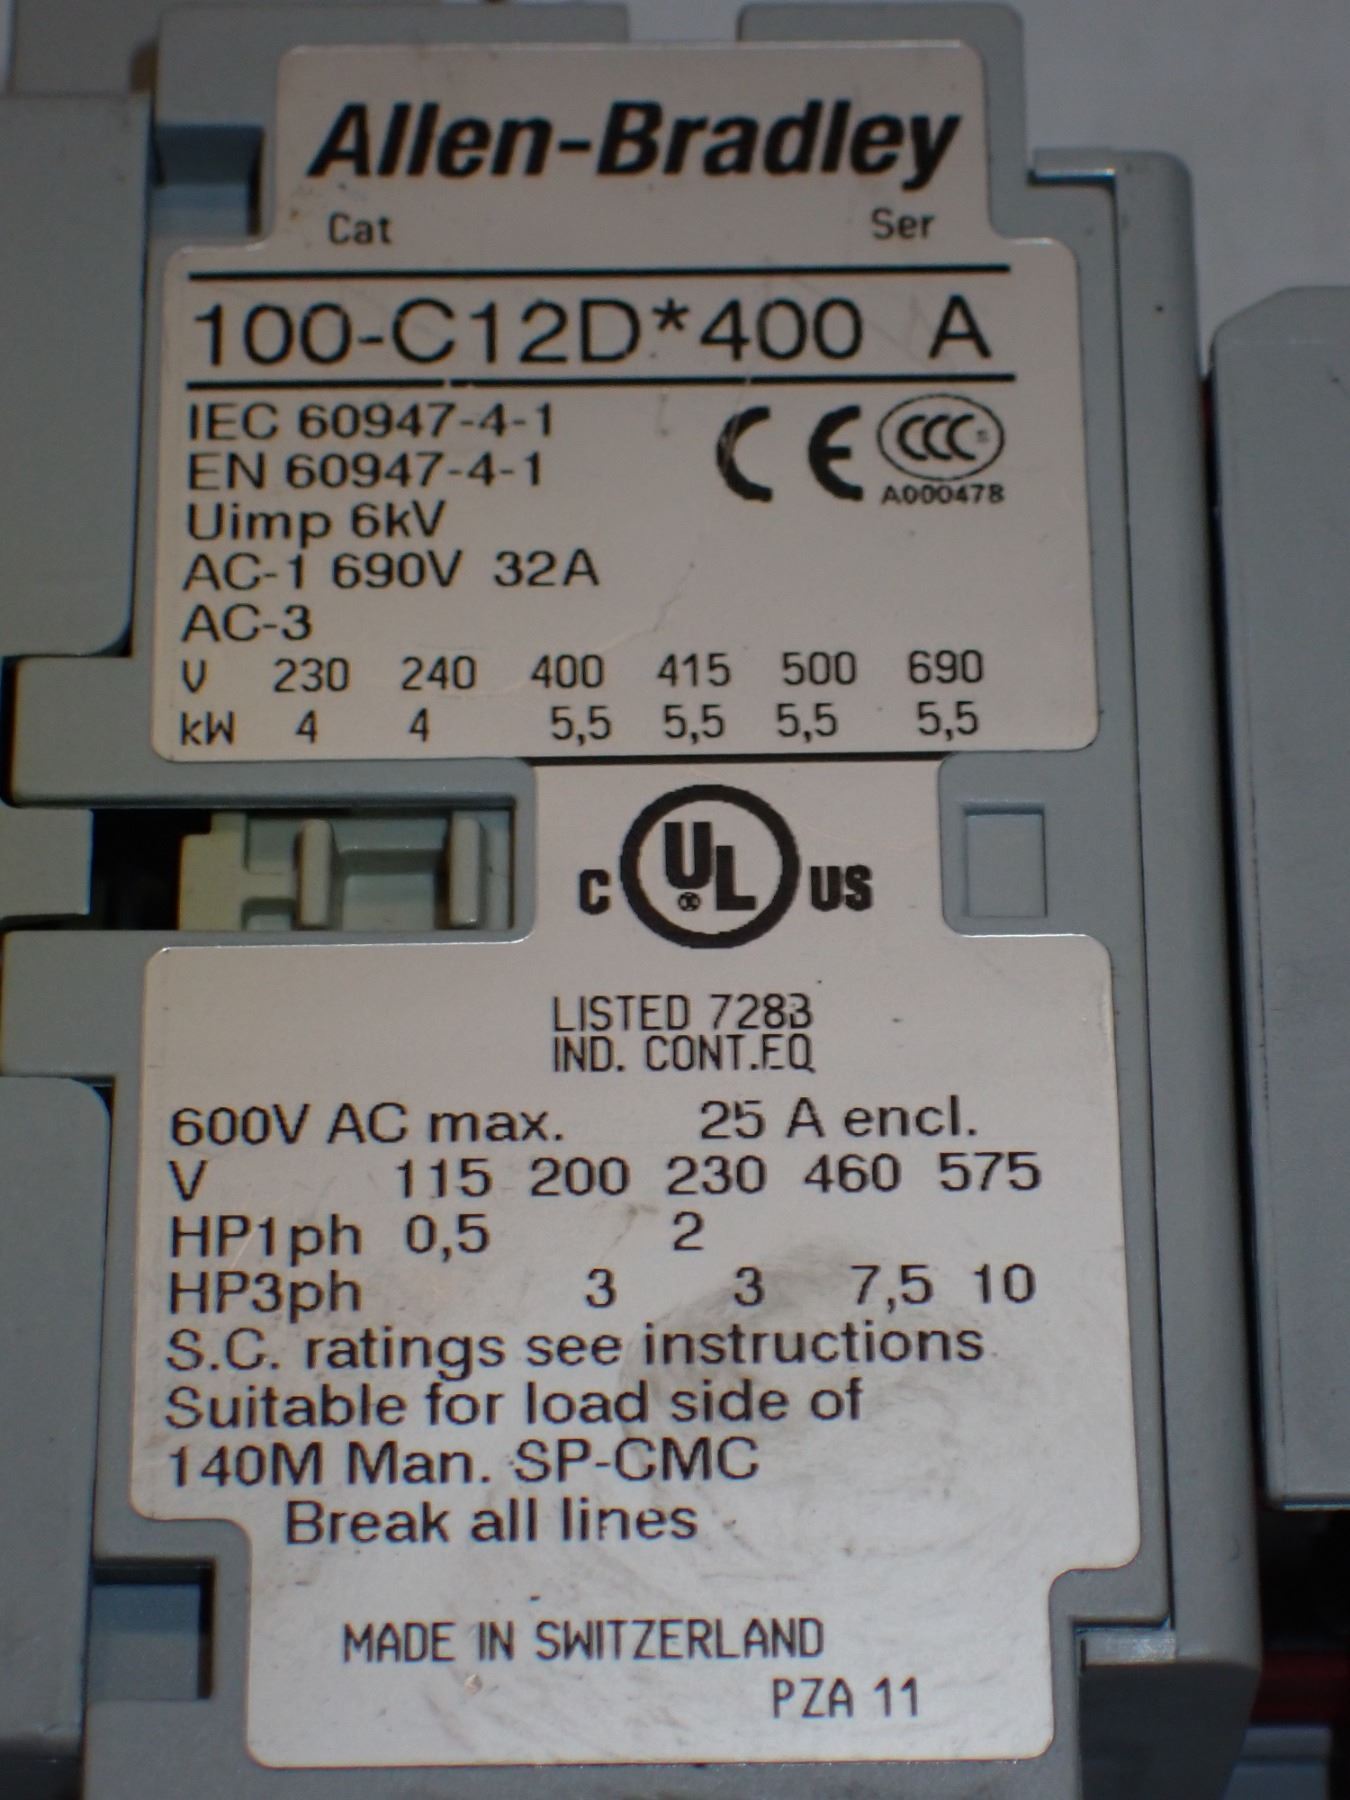 Allen-Bradley
Cat Ser
100-C12D*400 A
IEC 60947-4-1
EN 60947-4-1
CE CCC S
A000478
Uimp 6kV
AC-1 690V 32A
AC-3
V 230 240 400 415 500 690
kW 4 4 5,5 5,5 5,5 5,5
C UL ® US
LISTED 7283
IND. CONT.EQ
600V AC max. 25 A encl.
V 115 200 230 460 575
HP1ph 0,5 2
HP3ph 3 3 7,5 10
S.C. ratings see instructions
Suitable for load side of
140M Man. SP-CMC
Break all lines
MADE IN SWITZERLAND
PZA 11